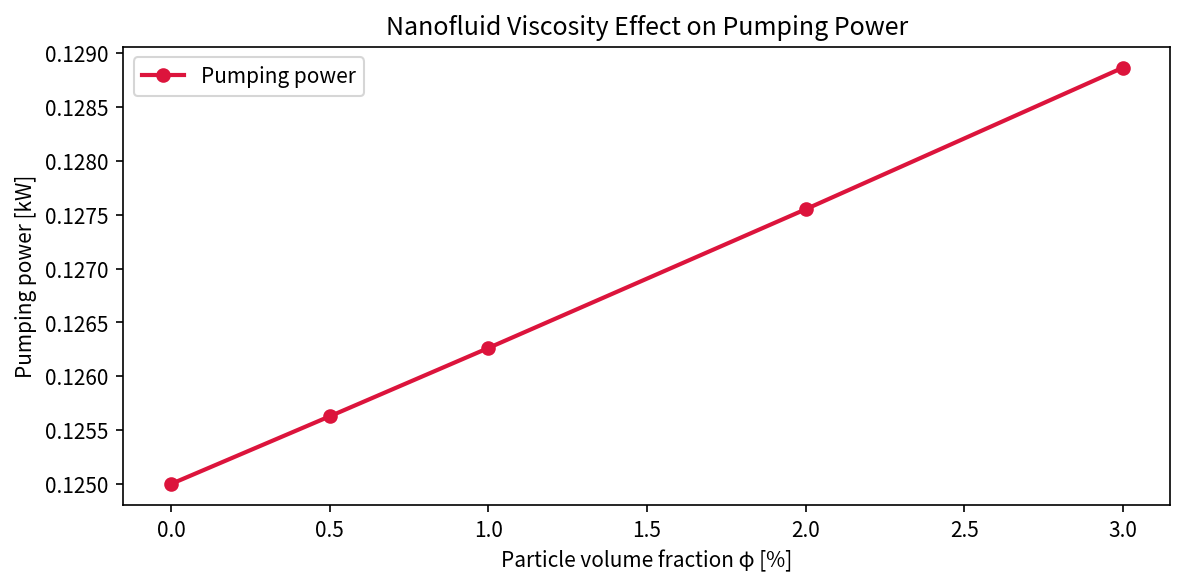 Nanofluid Viscosity Effect on Pumping Power
Pumping power
0.1290
0.1285
0.1280
0.1275
0.1270
0.1265
0.1260
0.1255
0.1250
Pumping power [kW]
0.0 0.5 1.0 1.5 2.0 2.5 3.0
Particle volume fraction φ [%]